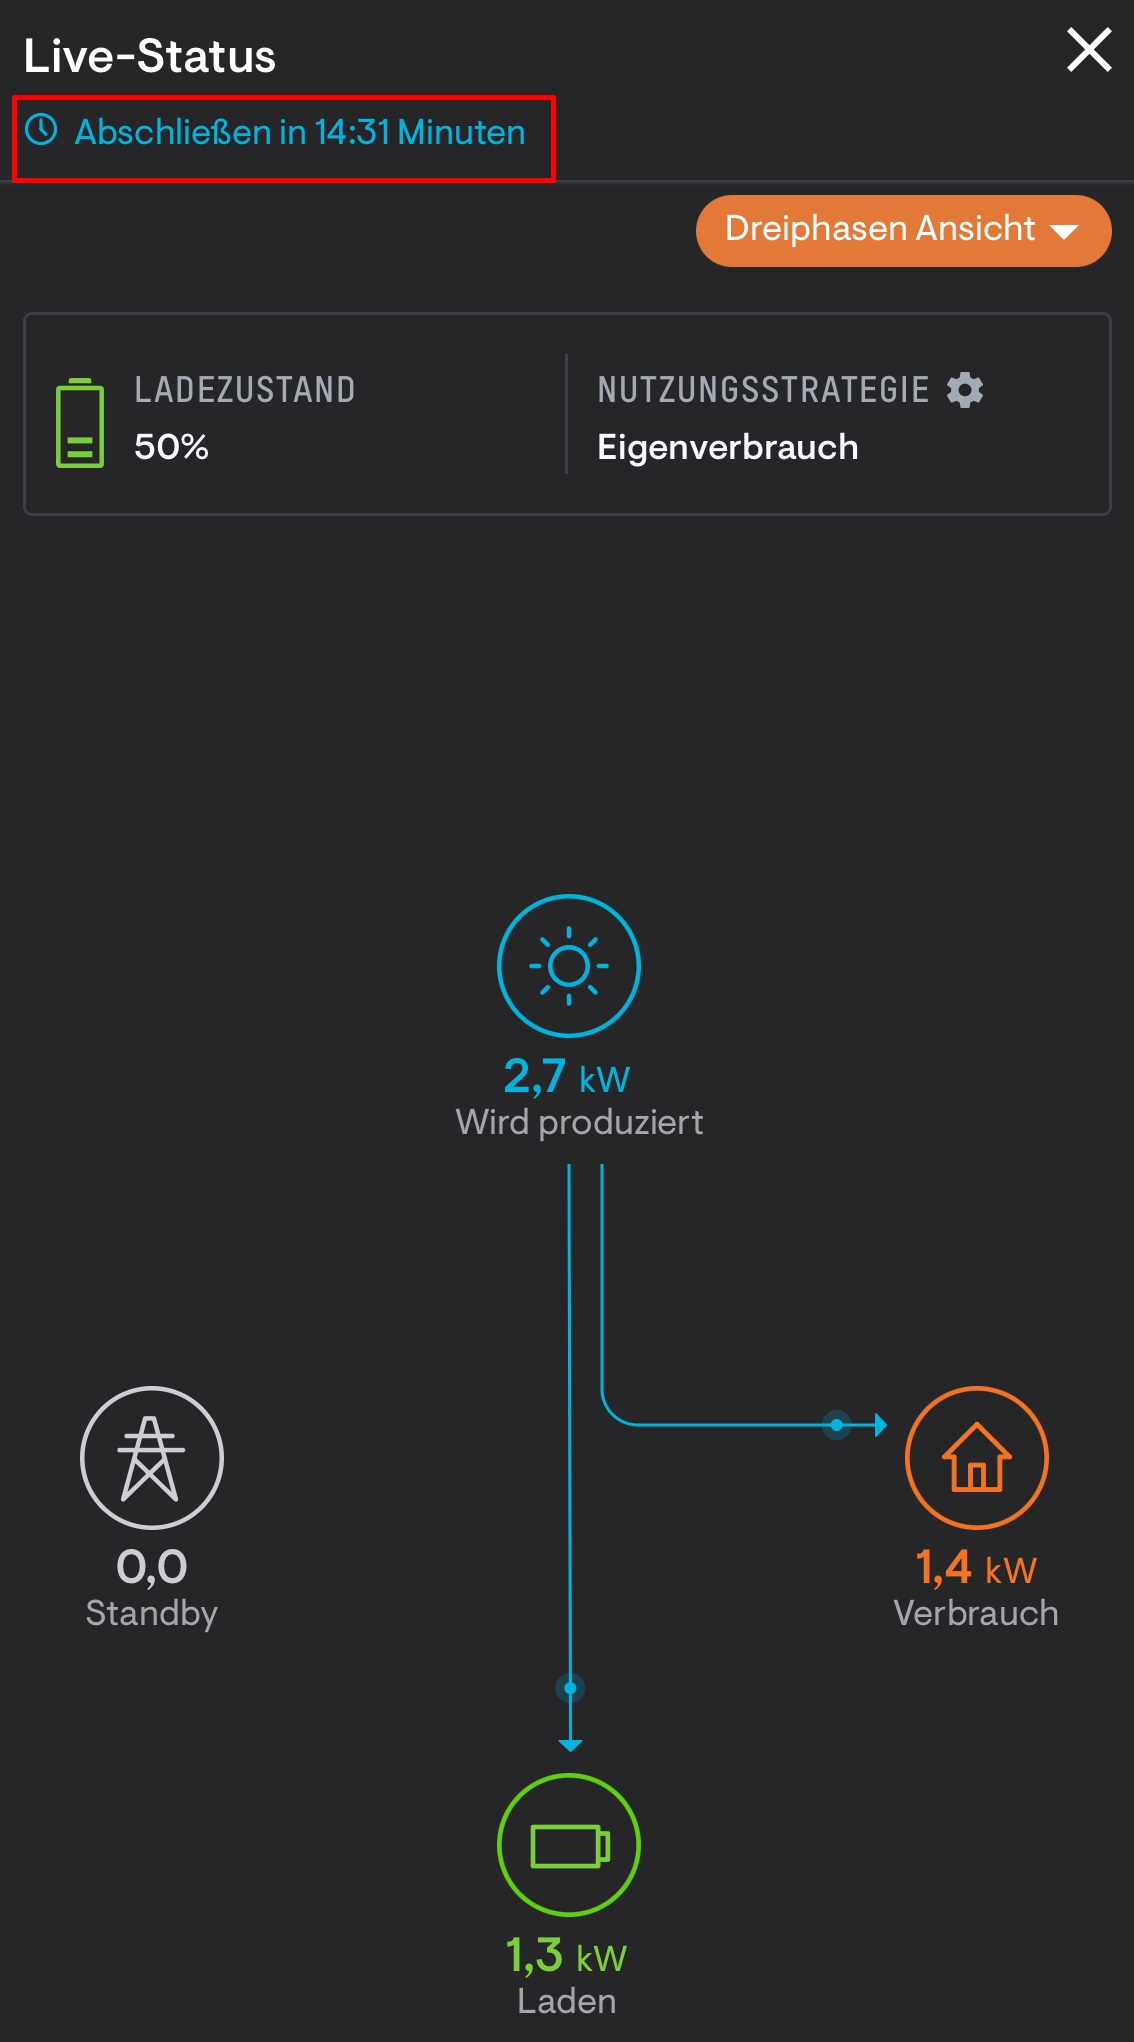 Live-Status
Abschließen in 14:31 Minuten
Dreiphasen Ansicht
LADEZUSTAND
50%
NUTZUNGSSTRATEGIE
Eigenverbrauch
2,7 kW
Wird produziert
0,0
Standby
1,4 kW
Verbrauch
1,3 kW
Laden